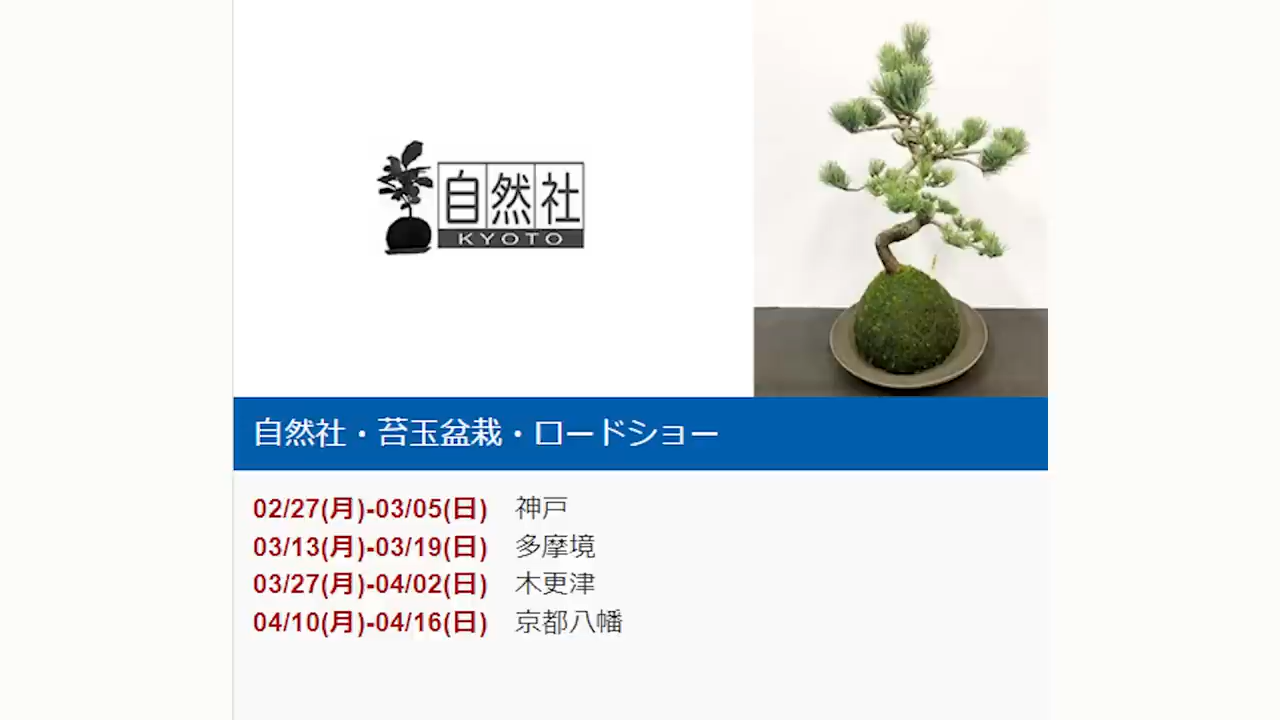 自然社
KYOTO
自然社・苔玉盆栽・ロードショー
02/27(月)-03/05(日) 神戸
03/13(月)-03/19(日) 多摩境
03/27(月)-04/02(日) 木更津
04/10(月)-04/16(日) 京都八幡